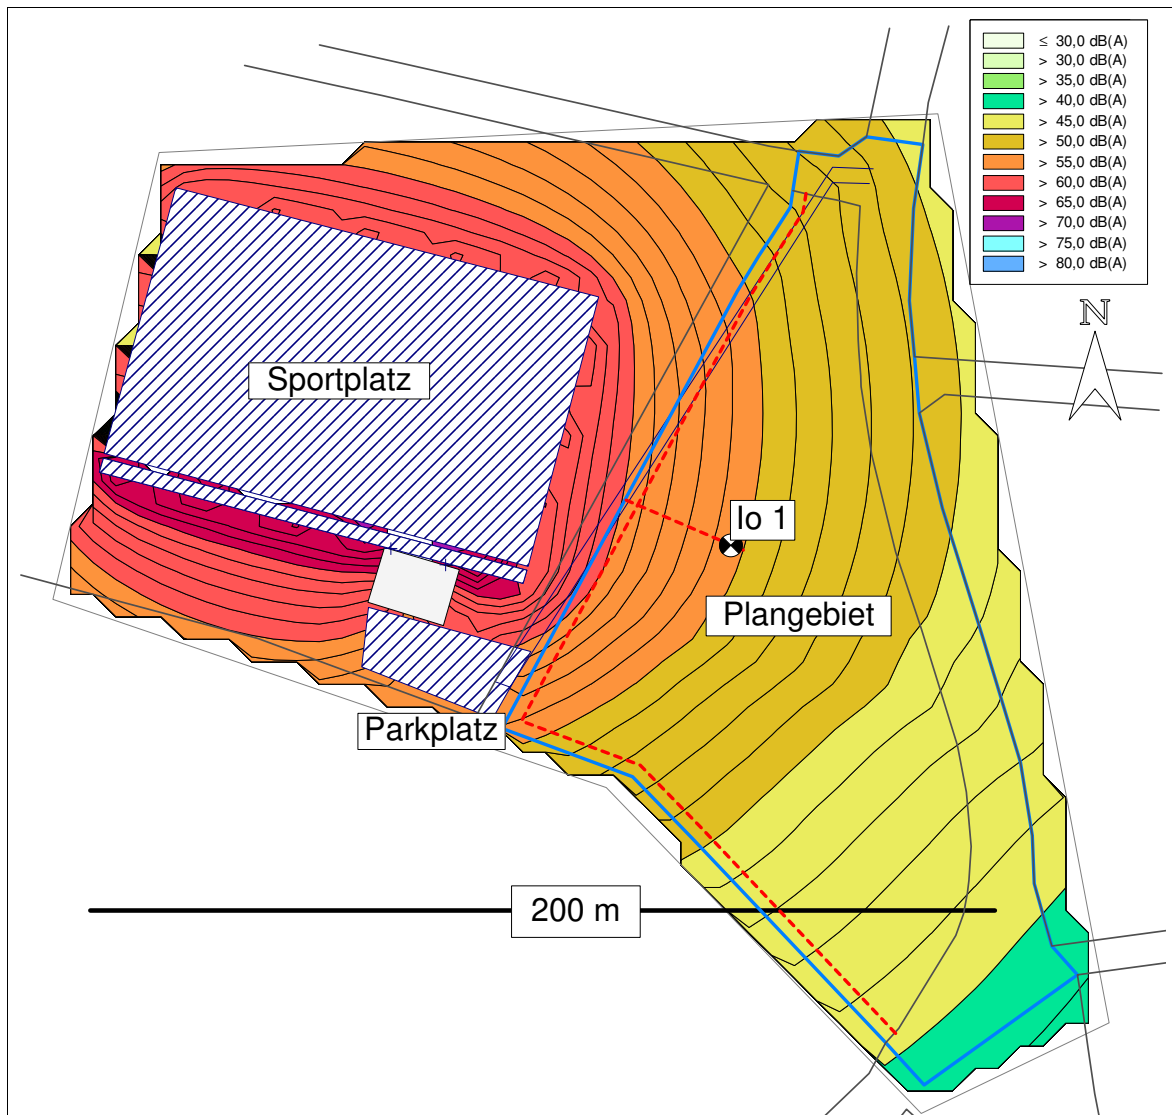 ≤ 30,0 dB(A)
> 30,0 dB(A)
> 35,0 dB(A)
> 40,0 dB(A)
> 45,0 dB(A)
> 50,0 dB(A)
> 55,0 dB(A)
> 60,0 dB(A)
> 65,0 dB(A)
> 70,0 dB(A)
> 75,0 dB(A)
> 80,0 dB(A)
N
Sportplatz
Io 1
Plangebiet
Parkplatz
200 m